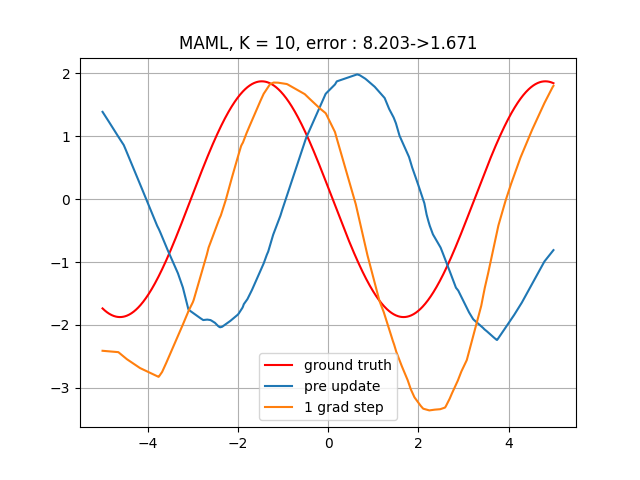 MAML, K = 10, error : 8.203->1.671
2
1
0
−1
−2
−3
ground truth
pre update
1 grad step
−4 −2 0 2 4